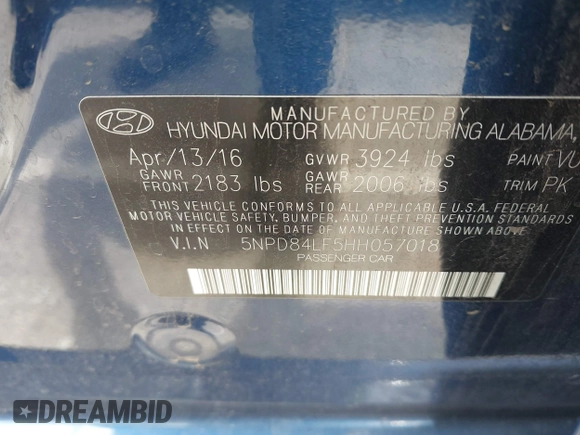 MANUFACTURED BY
HYUNDAI MOTOR MANUFACTURING ALABAMA,
Apr/13/16 GVWR 3924 lbs PAINT VU
GAWR FRONT 2183 lbs GAWR REAR 2006 lbs TRIM PK
THIS VEHICLE CONFORMS TO ALL APPLICABLE U.S.A. FEDERAL
MOTOR VEHICLE SAFETY, BUMPER, AND THEFT PREVENTION
STANDARDS IN EFFECT ON THE DATE OF MANUFACTURE SHOWN ABOVE.
V.I.N 5NPD84LF5HH057018
PASSENGER CAR
DREAMBID